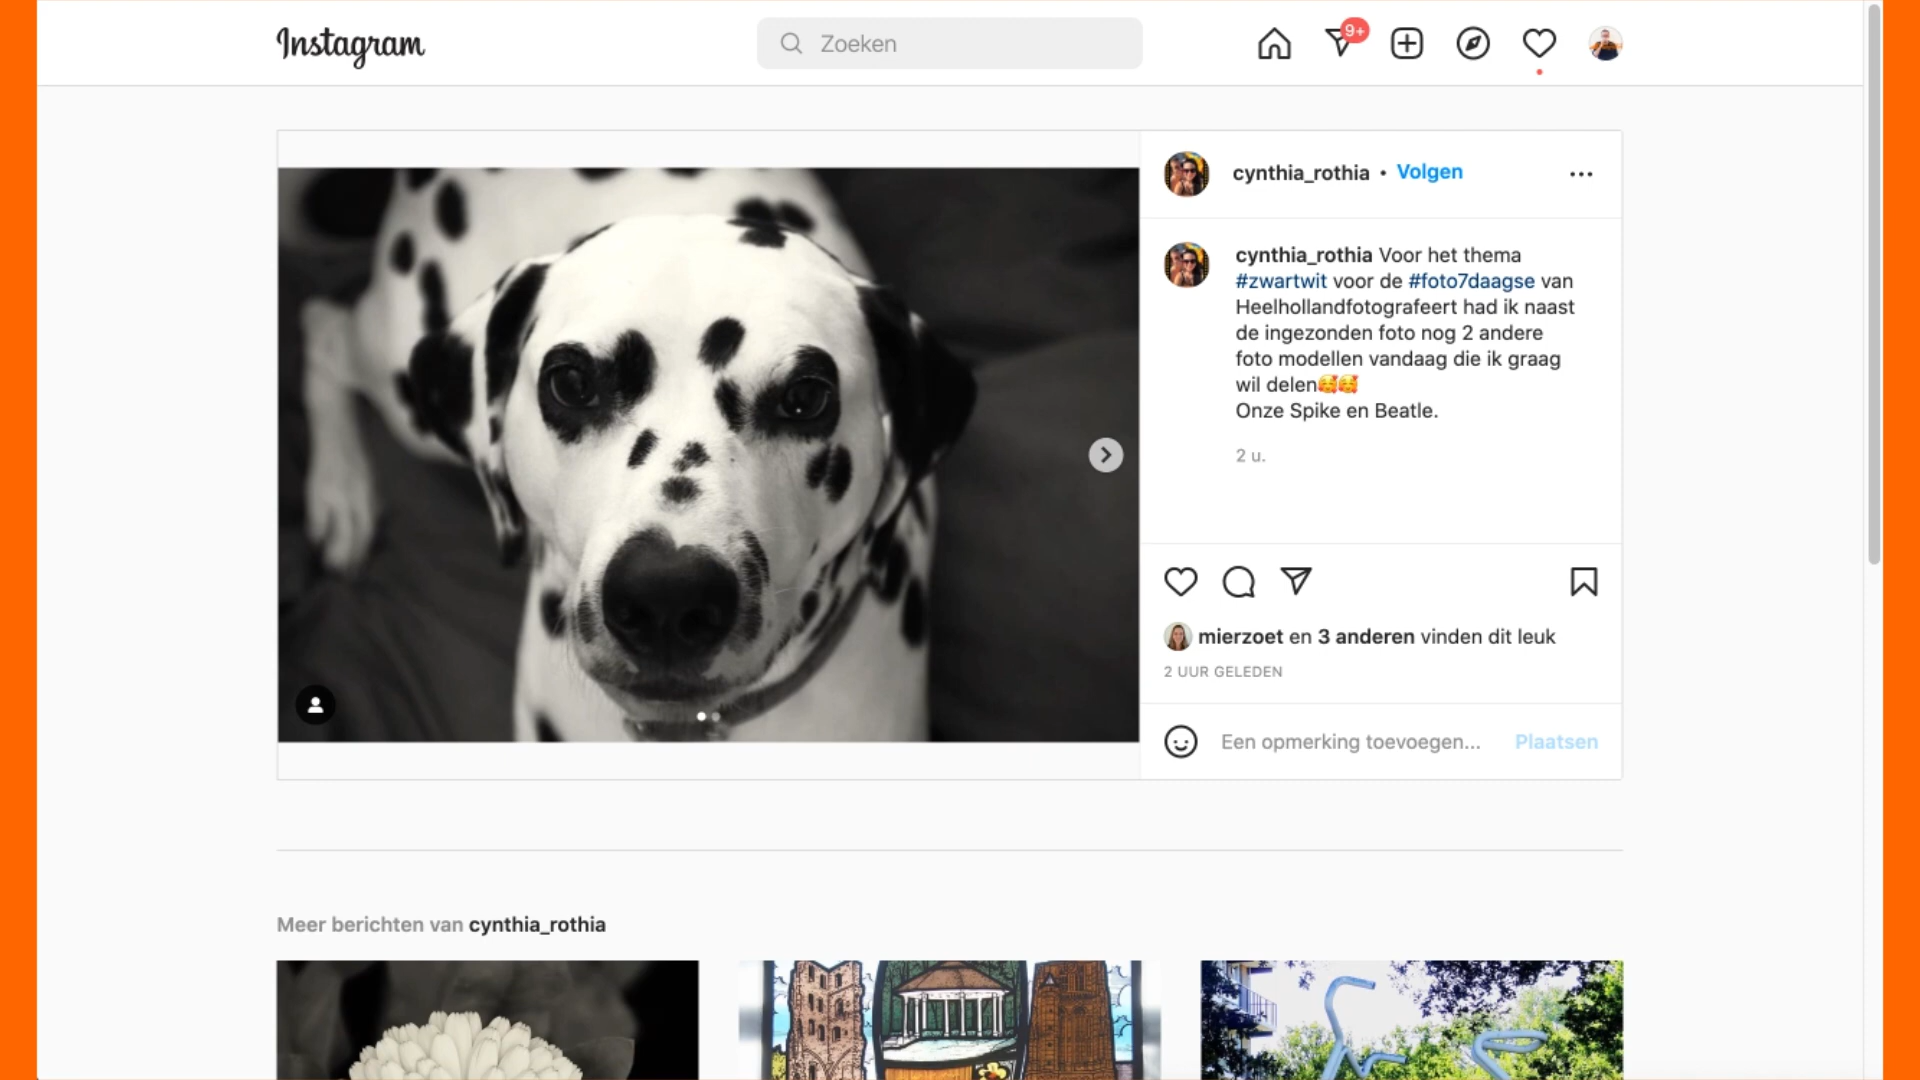 Instagram
Zoeken
9+
cynthia_rothia • Volgen
cynthia_rothia Voor het thema
#zwartwit voor de #foto7daagse van
Heelhollandfotografeert had ik naast
de ingezonden foto nog 2 andere
foto modellen vandaag die ik graag
wil delen🥰🥰
Onze Spike en Beatle.
2 u.
mierzoet en 3 anderen vinden dit leuk
2 UUR GELEDEN
Een opmerking toevoegen...
Plaatsen
Meer berichten van cynthia_rothia